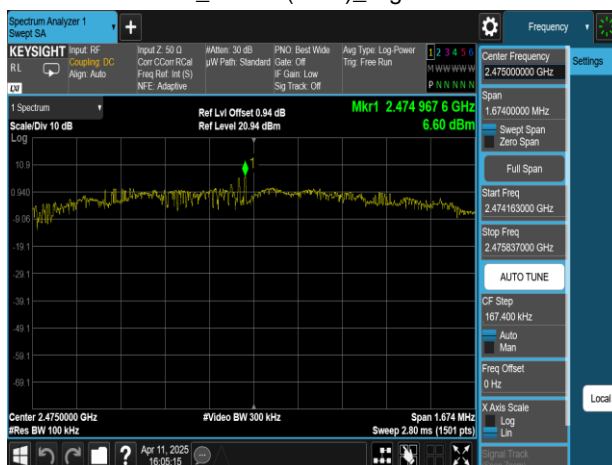 Spectrum Analyzer 1
Swept SA
+
Frequency
KEYSIGHT
RL
LXI
Input: RF
Coupling: DC
Align: Auto
Input Z: 50 Ω
Corr CCorr RCal
Freq Ref: Int (S)
NFE: Adaptive
#Atten: 30 dB
µW Path: Standard
PNO: Best Wide
Gate: Off
IF Gain: Low
Sig Track: Off
Avg Type: Log-Power
Trig: Free Run
1 2 3 4 5 6
M W W W W W
P N N N N N
Center Frequency
2.475000000 GHz
Settings
Span
1.67400000 MHz
Swept Span
Zero Span
Full Span
Start Freq
2.474163000 GHz
Stop Freq
2.475837000 GHz
AUTO TUNE
CF Step
167.400 kHz
Auto
Man
Freq Offset
0 Hz
X Axis Scale
Log
Lin
Signal Track
Local
1 Spectrum
Scale/Div 10 dB
Log
Ref Lvl Offset 0.94 dB
Ref Level 20.94 dBm
Mkr1 2.474 967 6 GHz
6.60 dBm
1
10.9
0.940
-9.06
-19.1
-29.1
-39.1
-49.1
-59.1
-69.1
Center 2.4750000 GHz
#Res BW 100 kHz
#Video BW 300 kHz
Span 1.674 MHz
Sweep 2.80 ms (1501 pts)
?
Apr 11, 2025
16:05:15